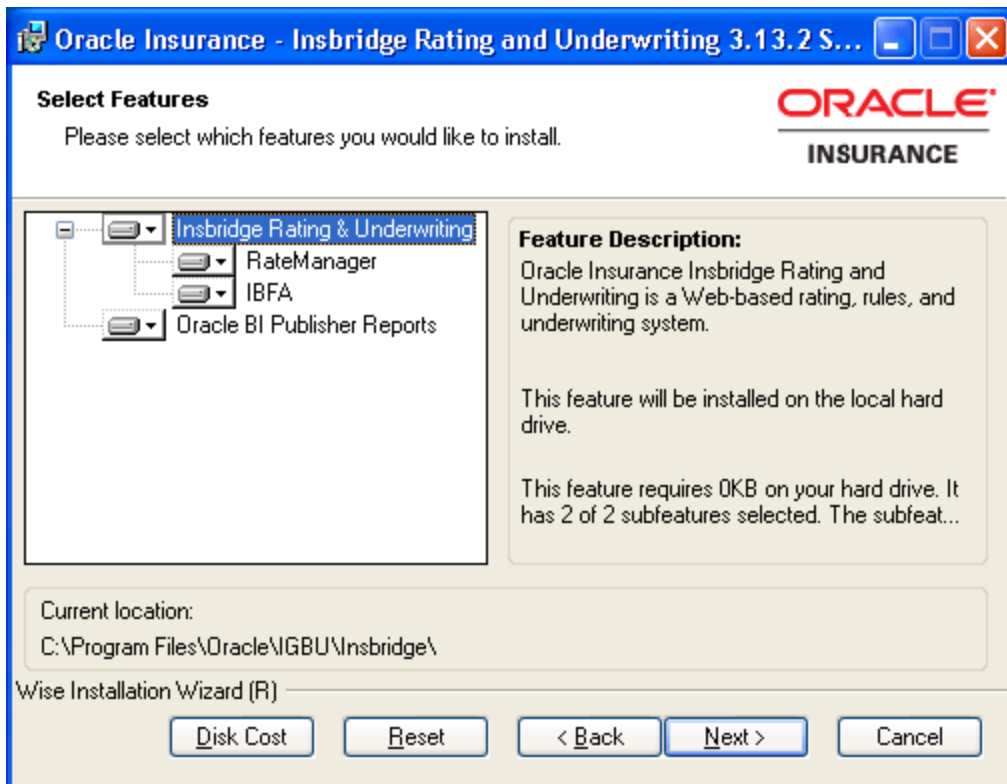 Oracle Insurance - Insbridge Rating and Underwriting 3.13.2 S...
Select Features
Please select which features you would like to install.
ORACLE
INSURANCE
Insbridge Rating & Underwriting
RateManager
IBFA
Oracle BI Publisher Reports
Feature Description:
Oracle Insurance Insbridge Rating and
Underwriting is a Web-based rating, rules, and
underwriting system.
This feature will be installed on the local hard
drive.
This feature requires 0KB on your hard drive. It
has 2 of 2 subfeatures selected. The subfeat...
Current location:
C:\Program Files\Oracle\IGBU\Insbridge\
Wise Installation Wizard (R)
Disk Cost
Reset
< Back
Next >
Cancel